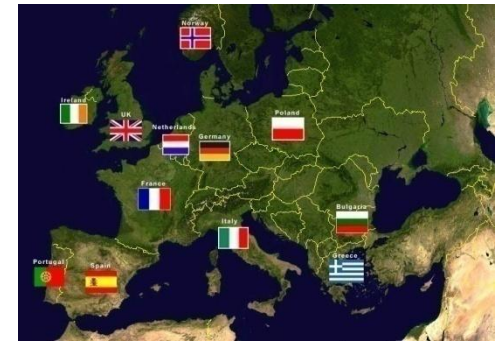 Norway
Ireland
UK
Netherlands
Germany
Poland
France
Italy
Bulgaria
Greece
Portugal
Spain